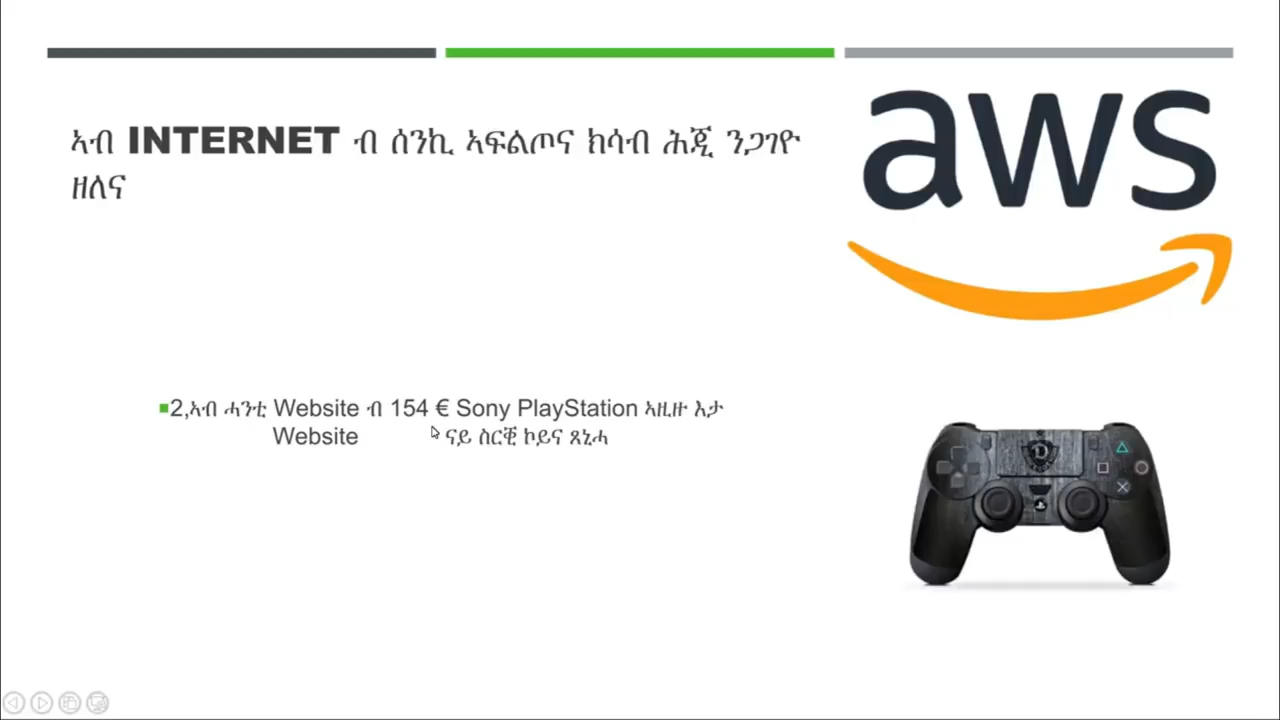 ኣብ INTERNET ብ ሰንኪ ኣፍልጦና ክሳብ ሕጂ ንጋገዮ
ዘለና
aws
2,ኣብ ሓንቲ Website ብ 154 € Sony PlayStation ኣዚዙ እታ
Website ናይ ስርቒ ኮይና ጸኒሓ